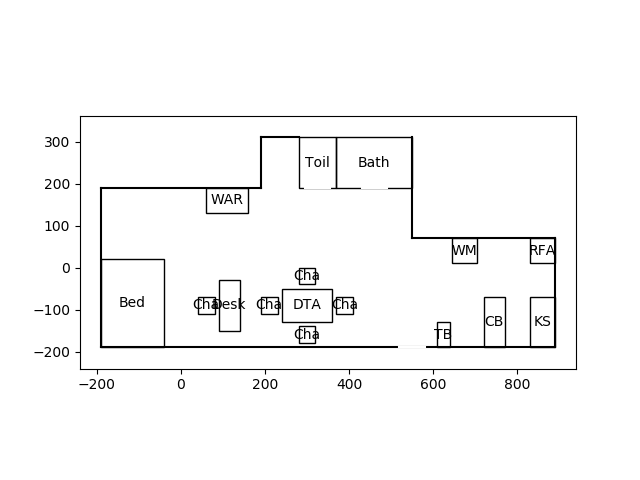 300
200
100
0
−100
−200
Toil
Bath
WAR
WM
RFA
Cha
Bed
Cha
Desk
Cha
DTA
Cha
CB
KS
Cha
TB
−200
0
200
400
600
800